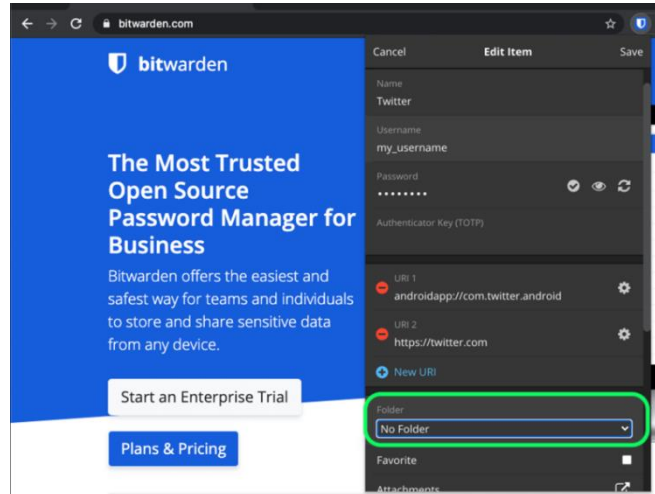 bitwarden.com
bitwarden
The Most Trusted
Open Source
Password Manager for
Business
Bitwarden offers the easiest and
safest way for teams and individuals
to store and share sensitive data
from any device.
Start an Enterprise Trial
Plans & Pricing
Cancel Edit Item Save
Name
Twitter
Username
my_username
Password
••••••••
Authenticator Key (TOTP)
URI 1
androidapp://com.twitter.android
URI 2
https://twitter.com
New URI
Folder
No Folder
Favorite
Attachments